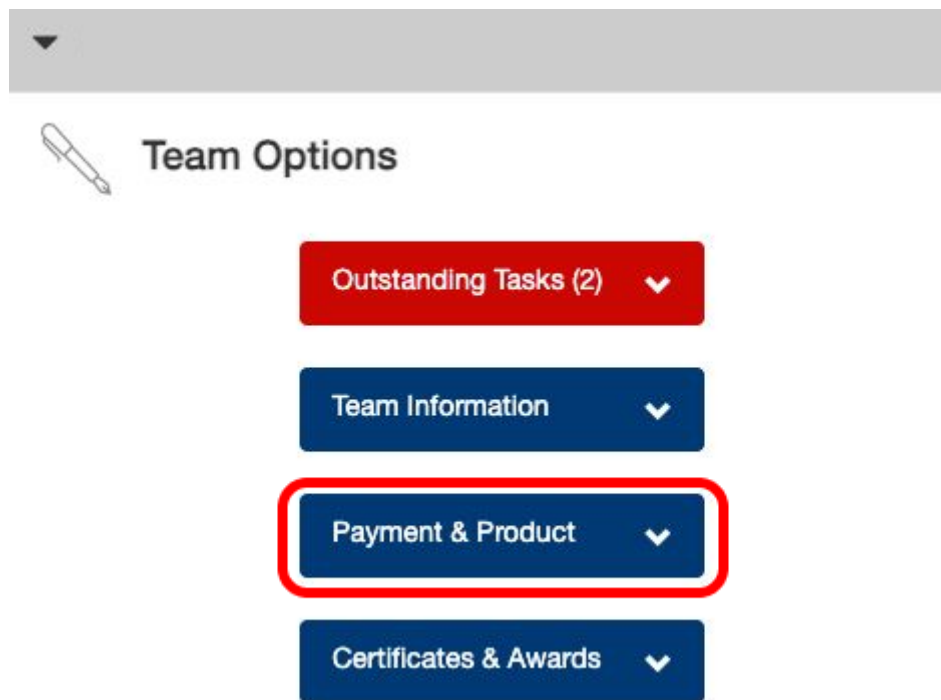 Team Options
Outstanding Tasks (2)
Team Information
Payment & Product
Certificates & Awards